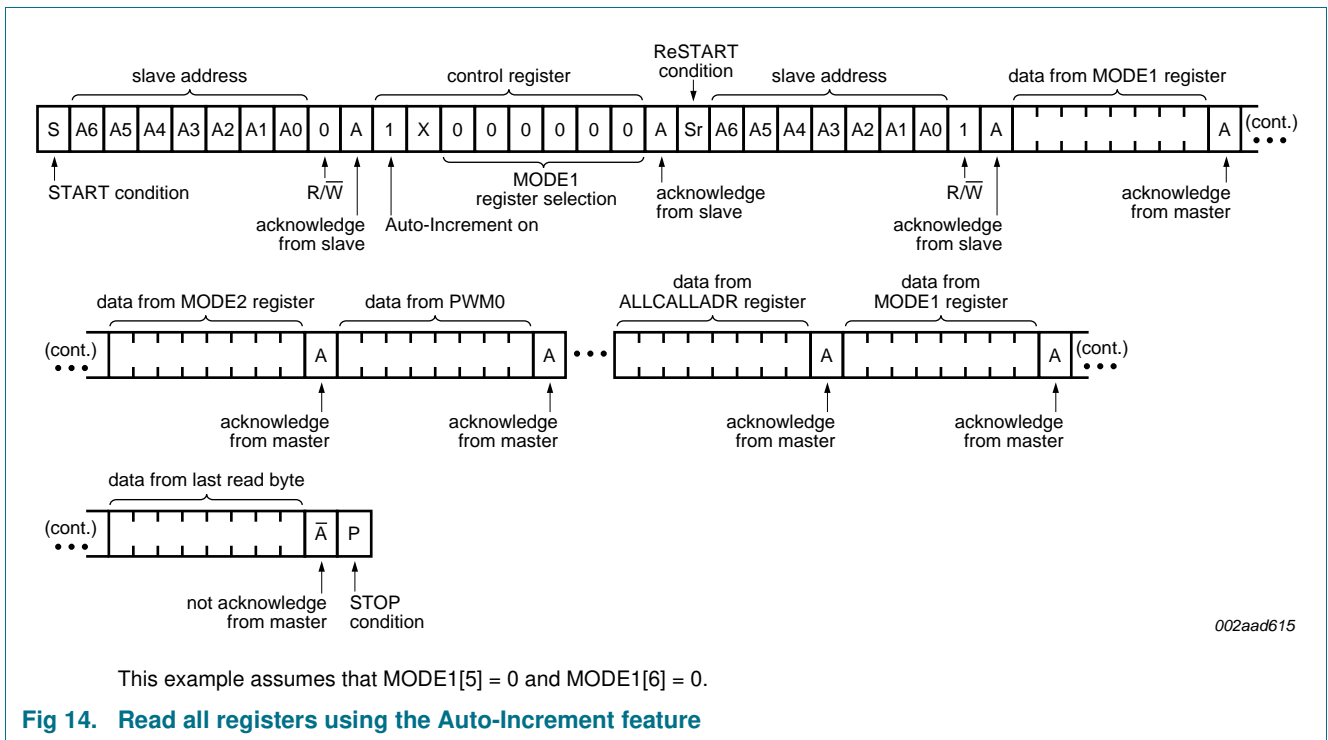 ReSTART
condition
slave address
control register
slave address
data from MODE1 register
S A6 A5 A4 A3 A2 A1 A0 0 A 1 X 0 0 0 0 0 0 A Sr A6 A5 A4 A3 A2 A1 A0 1 A A (cont.)
START condition
R/W̅
acknowledge
from slave
Auto-Increment on
MODE1
register selection
acknowledge
from slave
R/W̅
acknowledge
from slave
acknowledge
from master
data from MODE2 register
data from PWM0
data from
ALLCALLADR register
data from
MODE1 register
(cont.) A A A A (cont.)
acknowledge
from master
acknowledge
from master
acknowledge
from master
acknowledge
from master
data from last read byte
(cont.) A̅ P
not acknowledge
from master
STOP
condition
002aad615
This example assumes that MODE1[5] = 0 and MODE1[6] = 0.
Fig 14. Read all registers using the Auto-Increment feature